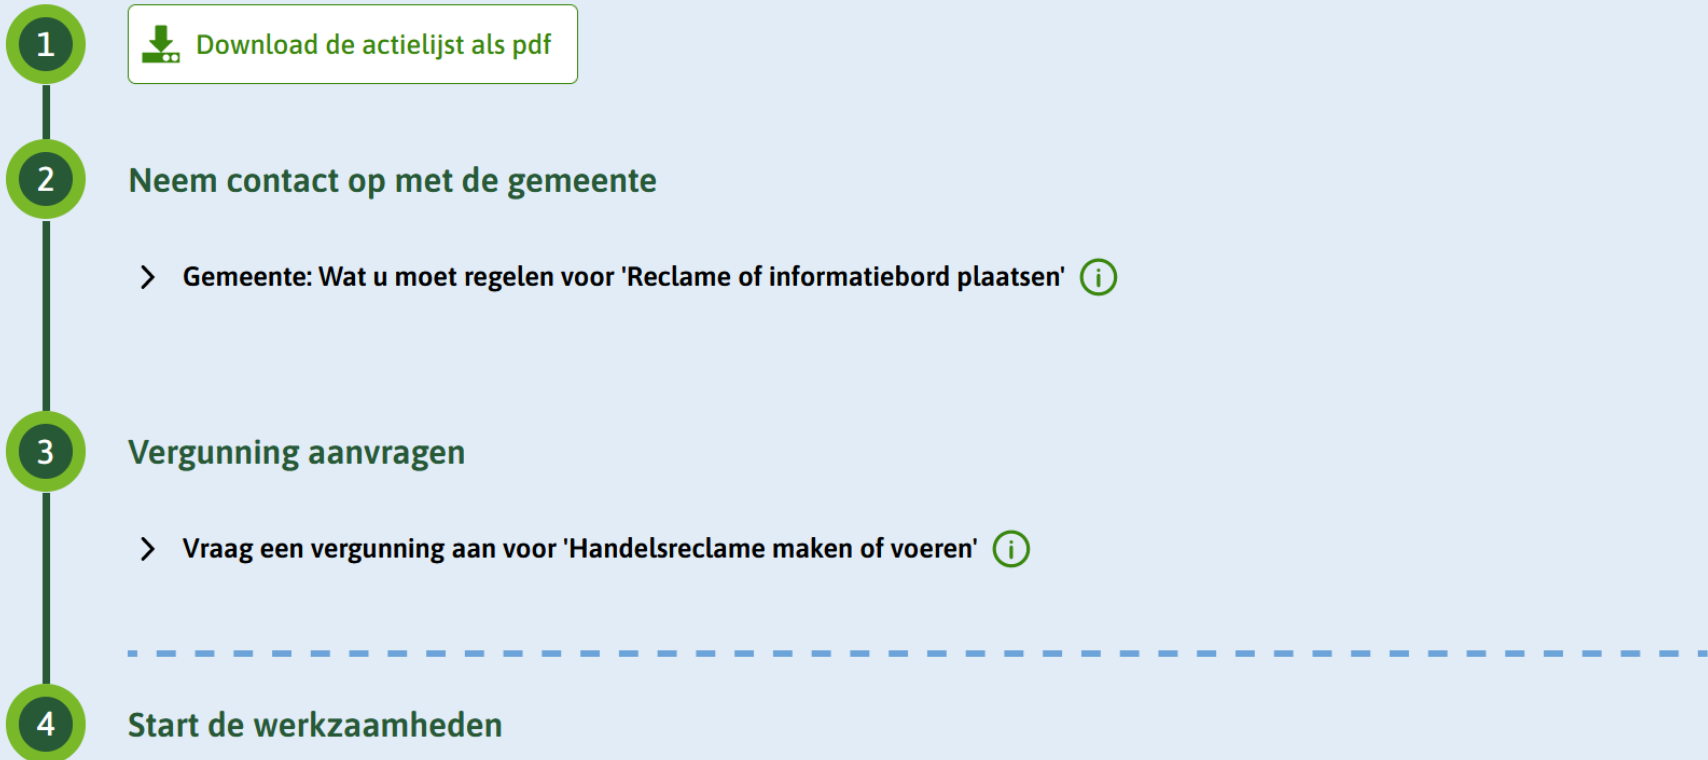 1
Download de actielijst als pdf
2
Neem contact op met de gemeente
Gemeente: Wat u moet regelen voor 'Reclame of informatiebord plaatsen'
3
Vergunning aanvragen
Vraag een vergunning aan voor 'Handelsreclame maken of voeren'
4
Start de werkzaamheden